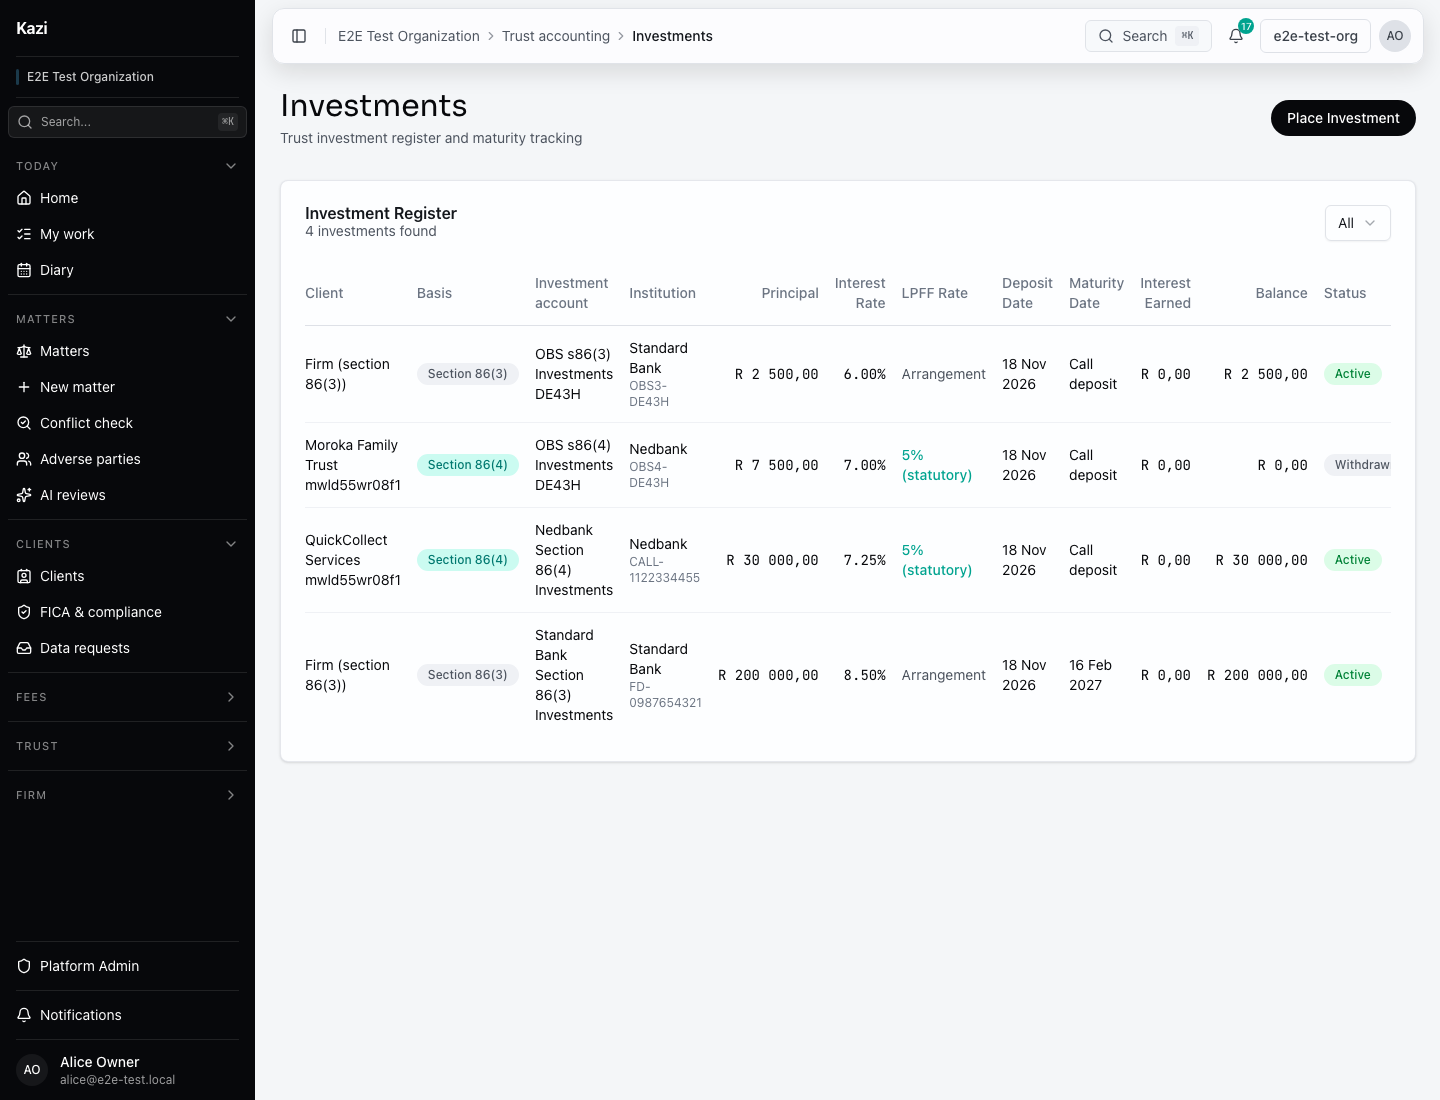 Kazi
E2E Test Organization
Search... ⌘K
TODAY
Home
My work
Diary
MATTERS
Matters
New matter
Conflict check
Adverse parties
AI reviews
CLIENTS
Clients
FICA & compliance
Data requests
FEES
TRUST
FIRM
Platform Admin
Notifications
AO Alice Owner
alice@e2e-test.local
E2E Test Organization > Trust accounting > Investments
Search ⌘K
17
e2e-test-org
AO
Investments
Trust investment register and maturity tracking
Place Investment
Investment Register
4 investments found
All
Client
Basis
Investment
account
Institution
Principal
Interest
Rate
LPFF Rate
Deposit
Date
Maturity
Date
Interest
Earned
Balance
Status
Firm (section
86(3))
Section 86(3)
OBS s86(3)
Investments
DE43H
Standard
Bank
OBS3-
DE43H
R 2 500,00
6.00%
Arrangement
18 Nov
2026
Call
deposit
R 0,00
R 2 500,00
Active
Moroka Family
Trust
mwld55wr08f1
Section 86(4)
OBS s86(4)
Investments
DE43H
Nedbank
OBS4-
DE43H
R 7 500,00
7.00%
5%
(statutory)
18 Nov
2026
Call
deposit
R 0,00
R 0,00
Withdraw
QuickCollect
Services
mwld55wr08f1
Section 86(4)
Nedbank
Section
86(4)
Investments
Nedbank
CALL-
1122334455
R 30 000,00
7.25%
5%
(statutory)
18 Nov
2026
Call
deposit
R 0,00
R 30 000,00
Active
Firm (section
86(3))
Section 86(3)
Standard
Bank
Section
86(3)
Investments
Standard
Bank
FD-
0987654321
R 200 000,00
8.50%
Arrangement
18 Nov
2026
16 Feb
2027
R 0,00
R 200 000,00
Active